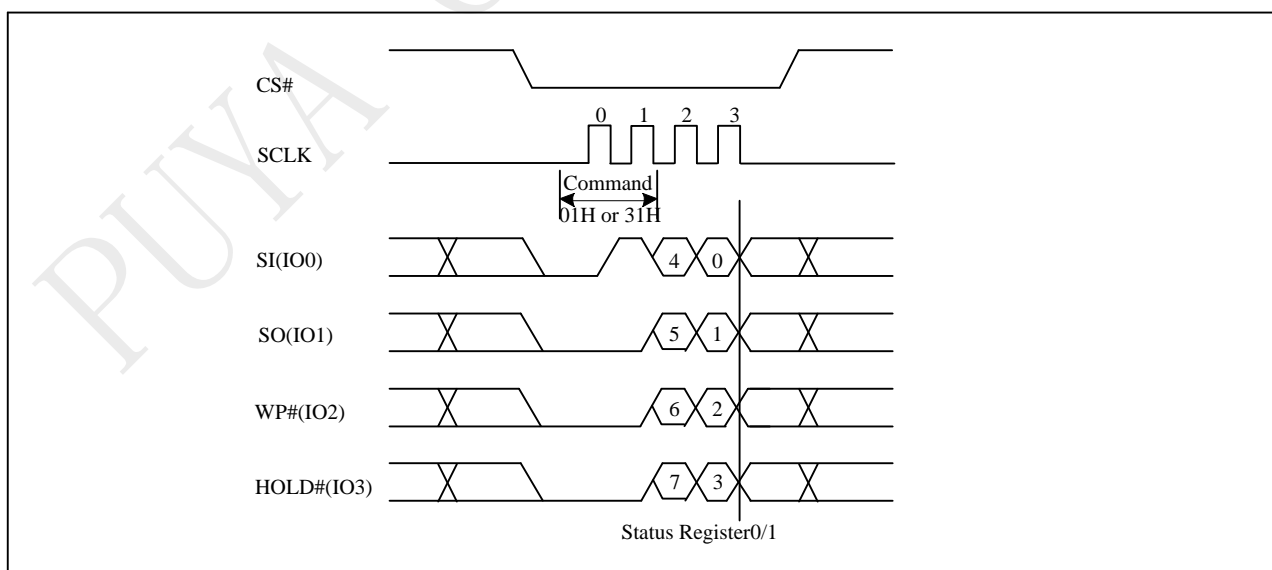 PUYA
CS#
0 1 2 3
SCLK
Command
01H or 31H
SI(IO0)
4 0
SO(IO1)
5 1
WP#(IO2)
6 2
HOLD#(IO3)
7 3
Status Register0/1